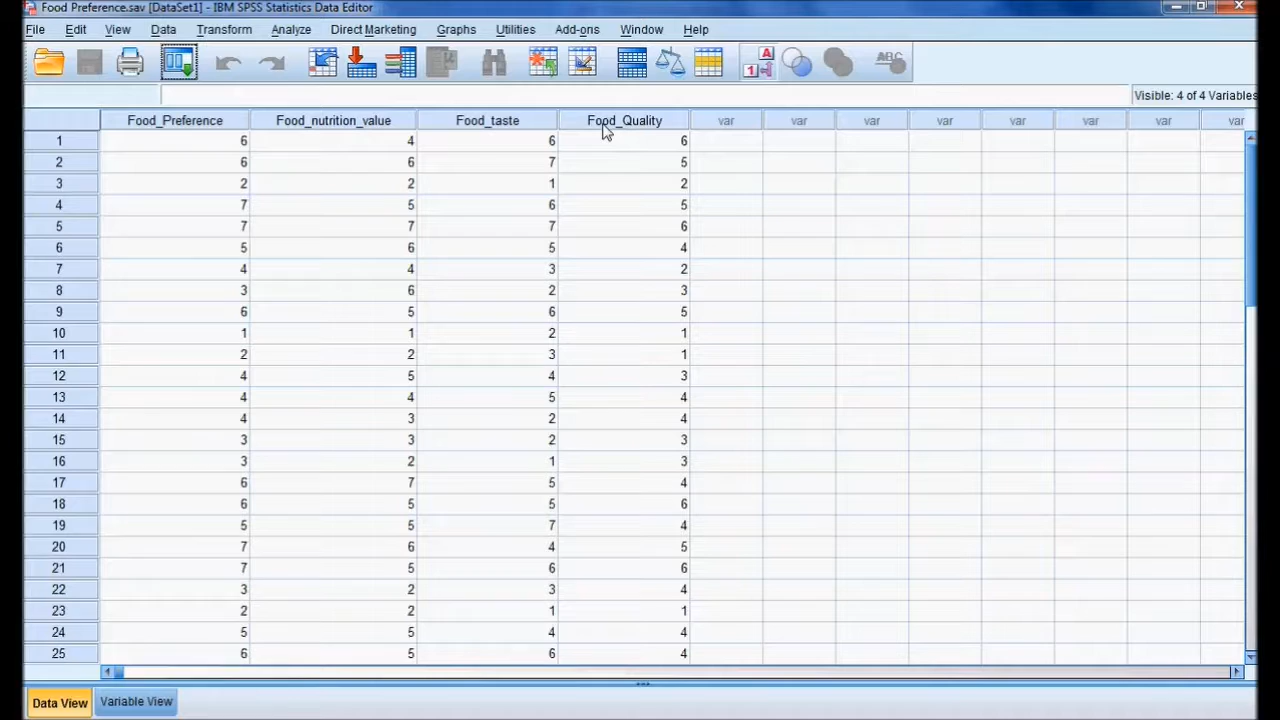 Food Preference.sav [DataSet1] - IBM SPSS Statistics Data Editor
File Edit View Data Transform Analyze Direct Marketing Graphs Utilities Add-ons Window Help
A 1 ABC
Visible: 4 of 4 Variables
Food_Preference Food_nutrition_value Food_taste Food_Quality var var var var var var var var
1 6 4 6 6
2 6 6 7 5
3 2 2 1 2
4 7 5 6 5
5 7 7 7 6
6 5 6 5 4
7 4 4 3 2
8 3 6 2 3
9 6 5 6 5
10 1 1 2 1
11 2 2 3 1
12 4 5 4 3
13 4 4 5 4
14 4 3 2 4
15 3 3 2 3
16 3 2 1 3
17 6 7 5 4
18 6 5 5 6
19 5 5 7 4
20 7 6 4 5
21 7 5 6 6
22 3 2 3 4
23 2 2 1 1
24 5 5 4 4
25 6 5 6 4
Data View Variable View